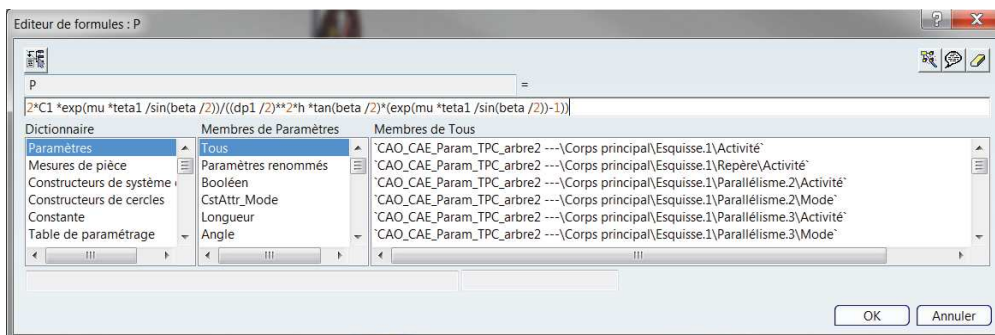 Editeur de formules : P
P =
2*C1 *exp(mu *teta1 /sin(beta /2))/((dp1 /2)**2*h *tan(beta /2)*(exp(mu *teta1 /sin(beta /2))-1))
Dictionnaire Membres de Paramètres Membres de Tous
Paramètres Tous `CAO_CAE_Param_TPC_arbre2 ---\Corps principal\Esquisse.1\Activité`
Mesures de pièce Paramètres renommés `CAO_CAE_Param_TPC_arbre2 ---\Corps principal\Esquisse.1\Repère\Activité`
Constructeurs de système Booléen `CAO_CAE_Param_TPC_arbre2 ---\Corps principal\Esquisse.1\Parallélisme.2\Activité`
Constructeurs de cercles CstAttr_Mode `CAO_CAE_Param_TPC_arbre2 ---\Corps principal\Esquisse.1\Parallélisme.2\Mode`
Constante Longueur `CAO_CAE_Param_TPC_arbre2 ---\Corps principal\Esquisse.1\Parallélisme.3\Activité`
Table de paramétrage Angle `CAO_CAE_Param_TPC_arbre2 ---\Corps principal\Esquisse.1\Parallélisme.3\Mode`
OK Annuler